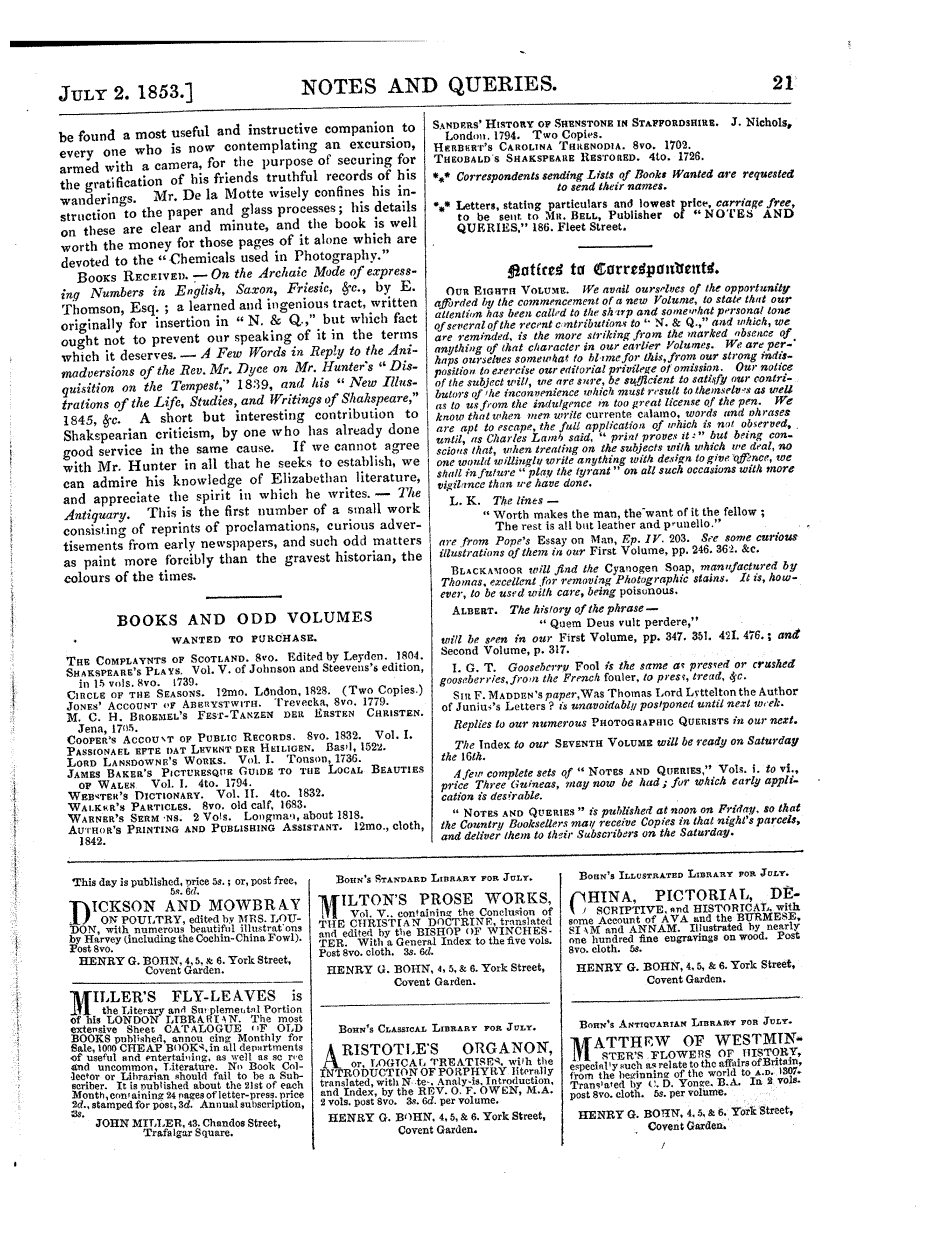 JULY 2. 1853.]
NOTES AND QUERIES.
21
be found a most useful and instructive companion to
every one who is now contemplating an excursion,
armed with a camera, for the purpose of securing for
the gratification of his friends truthful records of his
wanderings. Mr. De la Motte wisely confines his in-
struction to the paper and glass processes; his details
on these are clear and minute, and the book is well
worth the money for those pages of it alone which are
devoted to the "Chemicals used in Photography."
BOOKS RECEIVED. — On the Archaic Mode of express-
ing Numbers in English, Saxon, Friesic, &c., by E.
Thomson, Esq.; a learned and ingenious tract, written
originally for insertion in "N. & Q.," but which fact
ought not to prevent our speaking of it in the terms
which it deserves. — A Few Words in Reply to the Ani-
madversions of the Rev. Mr. Dyce on Mr. Hunter's "Dis-
quisition on the Tempest," 1839, and his "New Illus-
trations of the Life, Studies, and Writings of Shakspeare,"
1845, &c. A short but interesting contribution to
Shakspearian criticism, by one who has already done
good service in the same cause. If we cannot agree
with Mr. Hunter in all that he seeks to establish, we
can admire his knowledge of Elizabethan literature,
and appreciate the spirit in which he writes. — The
Antiquary. This is the first number of a small work
consisting of reprints of proclamations, curious adver-
tisements from early newspapers, and such odd matters
as paint more forcibly than the gravest historian, the
colours of the times.
BOOKS AND ODD VOLUMES
WANTED TO PURCHASE.
THE COMPLAYNTS OF SCOTLAND. 8vo. Edited by Leyden. 1804.
SHAKSPEARE'S PLAYS. Vol. V. of Johnson and Steevens's edition,
in 15 vols. 8vo. 1739.
CIRCLE OF THE SEASONS. 12mo. London, 1828. (Two Copies.)
JONES' ACCOUNT OF ABERYSTWITH. Trevecka, 8vo. 1779.
M. C. H. BROEMEL'S FEST-TANZEN DER ERSTEN CHRISTEN.
Jena, 1705.
COOPER'S ACCOUNT OF PUBLIC RECORDS. 8vo. 1832. Vol. I.
PASSIONAEL EFTE DAT LEVENT DER HEILIGEN. Basil, 1522.
LORD LANSDOWNE'S WORKS. Vol. I. Tonson, 1736.
JAMES BAKER'S PICTURESQUE GUIDE TO THE LOCAL BEAUTIES
OF WALES. Vol. I. 4to. 1794.
WEBSTER'S DICTIONARY. Vol. II. 4to. 1832.
WALKER'S PARTICLES. 8vo. old calf, 1683.
WARNER'S SERMONS. 2 Vols. Longman, about 1818.
AUTHOR'S PRINTING AND PUBLISHING ASSISTANT. 12mo., cloth,
1842.
SANDERS' HISTORY OF SHENSTONE IN STAFFORDSHIRE. J. Nichols,
London. 1794. Two Copies.
HERBERT'S CAROLINA THRENODIA. 8vo. 1702.
THEOBALD'S SHAKSPEARE RESTORED. 4to. 1726.
*** Correspondents sending Lists of Books Wanted are requested
to send their names.
*** Letters, stating particulars and lowest price, carriage free,
to be sent to MR. BELL, Publisher of "NOTES AND
QUERIES," 186. Fleet Street.
Notices to Correspondents.
OUR EIGHTH VOLUME. We avail ourselves of the opportunity
afforded by the commencement of a new Volume, to state that our
attention has been called to the sharp and somewhat personal tone
of several of the recent contributions to "N. & Q.," and which, we
are reminded, is the more striking from the marked absence of
anything of that character in our earlier Volumes. We are per-
haps ourselves somewhat to blame for this, from our strong indis-
position to exercise our editorial privilege of omission. Our notice
of the subject will, we are sure, be sufficient to satisfy our contri-
butors of the inconvenience which must result to themselves as well
as to us from the indulgence in too great license of the pen. We
know that when men write currente calamo, words and phrases
are apt to escape, the full application of which is not observed,
until, as Charles Lamb said, "print proves it:" but being con-
scious that, when treating on the subjects with which we deal, no
one would willingly write anything with design to give offence, we
shall in future "play the tyrant" on all such occasions with more
vigilance than we have done.
L. K. The lines —
"Worth makes the man, the want of it the fellow;
The rest is all but leather and prunello."
are from Pope's Essay on Man, Ep. IV. 203. See some curious
illustrations of them in our First Volume, pp. 246. 362. &c.
BLACKAMOOR will find the Cyanogen Soap, manufactured by
Thomas, excellent for removing Photographic stains. It is, how-
ever, to be used with care, being poisonous.
ALBERT. The history of the phrase —
"Quem Deus vult perdere,"
will be seen in our First Volume, pp. 347. 351. 421. 476.; and
Second Volume, p. 317.
I. G. T. Gooseberry Fool is the same as pressed or crushed
gooseberries, from the French fouler, to press, tread, &c.
SIR F. MADDEN'S paper, Was Thomas Lord Lyttelton the Author
of Junius's Letters? is unavoidably postponed until next week.
Replies to our numerous PHOTOGRAPHIC QUERISTS in our next.
The Index to our SEVENTH VOLUME will be ready on Saturday
the 16th.
A few complete sets of "NOTES AND QUERIES," Vols. i. to vi.,
price Three Guineas, may now be had; for which early appli-
cation is desirable.
"NOTES AND QUERIES" is published at noon on Friday, so that
the Country Booksellers may receive Copies in that night's parcels,
and deliver them to their Subscribers on the Saturday.
This day is published, price 5s.; or, post free,
5s. 6d.
DICKSON AND MOWBRAY
ON POULTRY, edited by MRS. LOU-
DON, with numerous beautiful illustrations
by Harvey (including the Cochin-China Fowl).
Post 8vo.
HENRY G. BOHN, 4, 5, & 6. York Street,
Covent Garden.
MILLER'S FLY-LEAVES is
the Literary and Supplemental Portion
of his LONDON LIBRARIAN. The most
extensive Sheet CATALOGUE OF OLD
BOOKS published, announcing Monthly for
Sale, 1000 CHEAP BOOKS, in all departments
of useful and entertaining, as well as scarce
and uncommon, Literature. No Book Col-
lector or Librarian should fail to be a Sub-
scriber. It is published about the 21st of each
Month, containing 24 pages of letter-press. price
2d., stamped for post, 3d. Annual subscription,
3s.
JOHN MILLER, 43. Chandos Street,
Trafalgar Square.
BOHN'S STANDARD LIBRARY FOR JULY.
MILTON'S PROSE WORKS,
Vol. V., containing the Conclusion of
THE CHRISTIAN DOCTRINE, translated
and edited by the BISHOP OF WINCHES-
TER. With a General Index to the five vols.
Post 8vo. cloth. 3s. 6d.
HENRY G. BOHN, 4, 5, & 6. York Street,
Covent Garden.
BOHN'S CLASSICAL LIBRARY FOR JULY.
ARISTOTLE'S ORGANON,
or, LOGICAL TREATISES, with the
INTRODUCTION OF PORPHYRY literally
translated, with Notes, Analysis, Introduction,
and Index, by the REV. O. F. OWEN, M.A.
2 vols. post 8vo. 3s. 6d. per volume.
HENRY G. BOHN, 4, 5, & 6. York Street,
Covent Garden.
BOHN'S ILLUSTRATED LIBRARY FOR JULY.
CHINA, PICTORIAL, DE-
SCRIPTIVE, and HISTORICAL, with
some Account of AVA and the BURMESE,
SIAM and ANNAM. Illustrated by nearly
one hundred fine engravings on wood. Post
8vo. cloth. 5s.
HENRY G. BOHN, 4, 5, & 6. York Street,
Covent Garden.
BOHN'S ANTIQUARIAN LIBRARY FOR JULY.
MATTHEW OF WESTMIN-
STER'S FLOWERS OF HISTORY,
especially such as relate to the affairs of Britain,
from the beginning of the world to A.D. 1307.
Translated by C. D. Yonge, B.A. In 2 vols.
post 8vo. cloth. 5s. per volume.
HENRY G. BOHN, 4, 5, & 6. York Street,
Covent Garden.